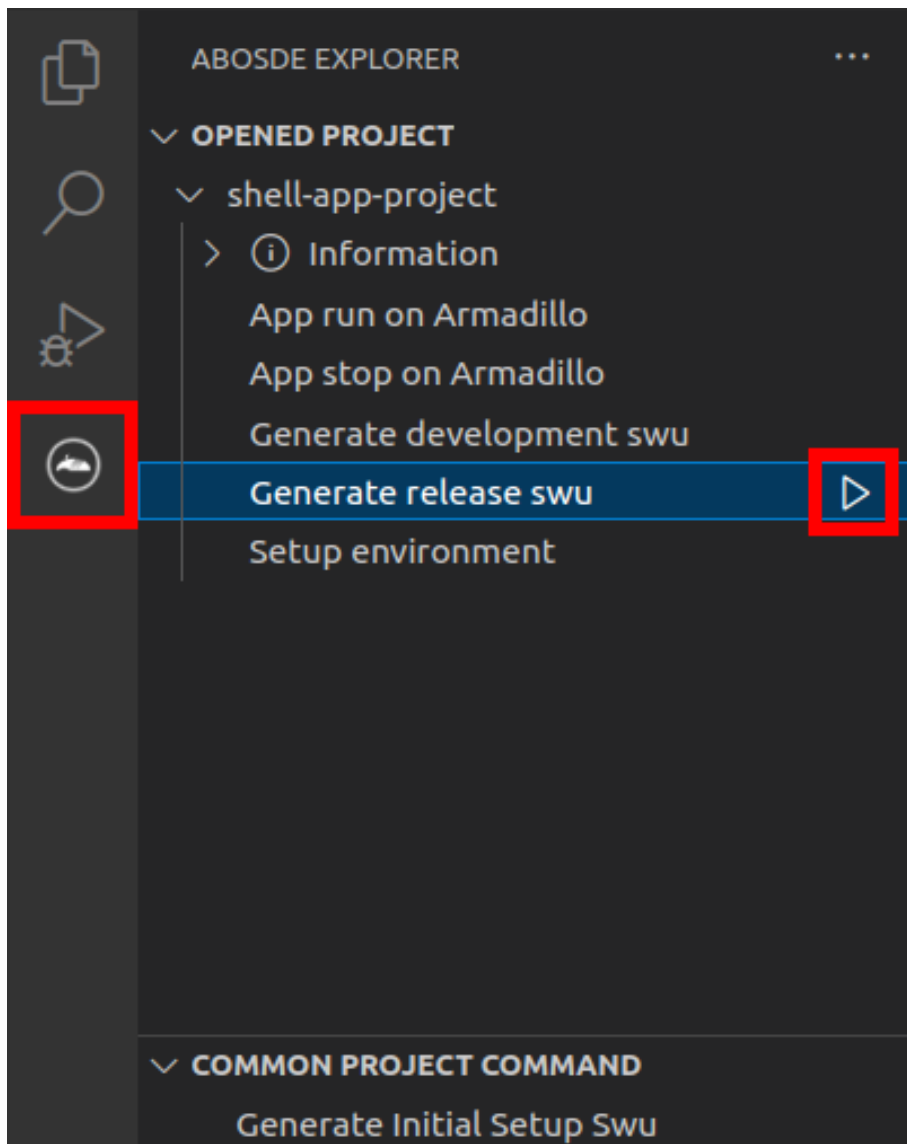 ABOSDE EXPLORER
OPENED PROJECT
shell-app-project
Information
App run on Armadillo
App stop on Armadillo
Generate development swu
Generate release swu
Setup environment
COMMON PROJECT COMMAND
Generate Initial Setup Swu